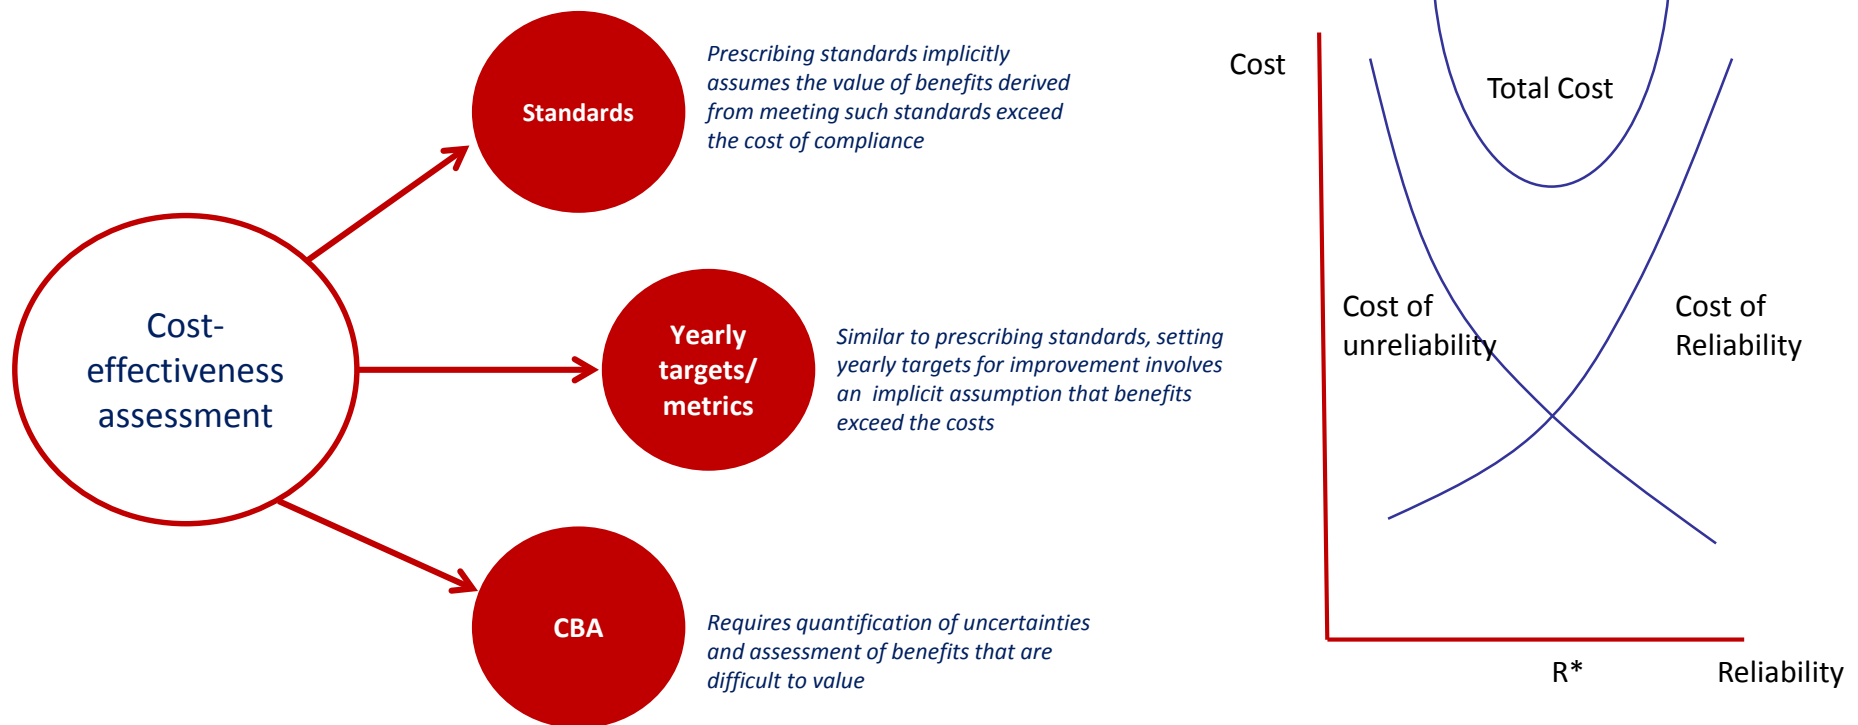 Cost-
effectiveness
assessment
Standards
Prescribing standards implicitly
assumes the value of benefits derived
from meeting such standards exceed
the cost of compliance
Yearly
targets/
metrics
Similar to prescribing standards, setting
yearly targets for improvement involves
an implicit assumption that benefits
exceed the costs
CBA
Requires quantification of uncertainties
and assessment of benefits that are
difficult to value
Cost
Total Cost
Cost of
unreliability
Cost of
Reliability
R*
Reliability